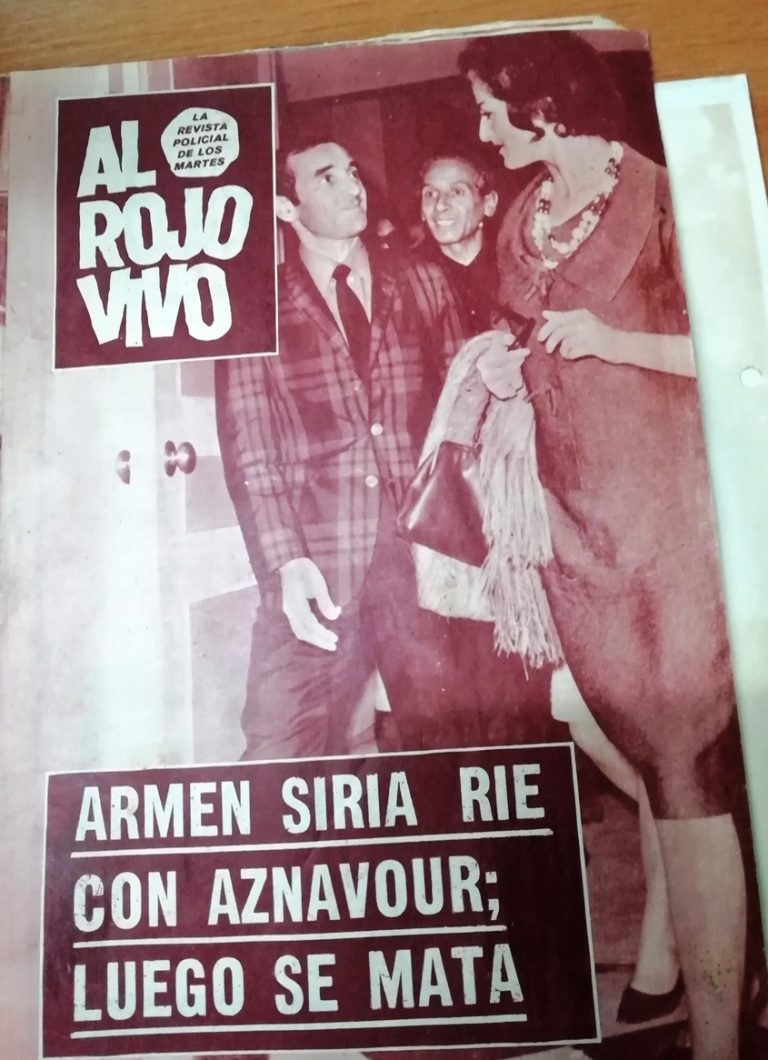 LA
REVISTA
POLICIAL
DE LOS
MARTES
AL
ROJO
VIVO
ARMEN SIRIA RIE
CON AZNAVOUR;
LUEGO SE MATA